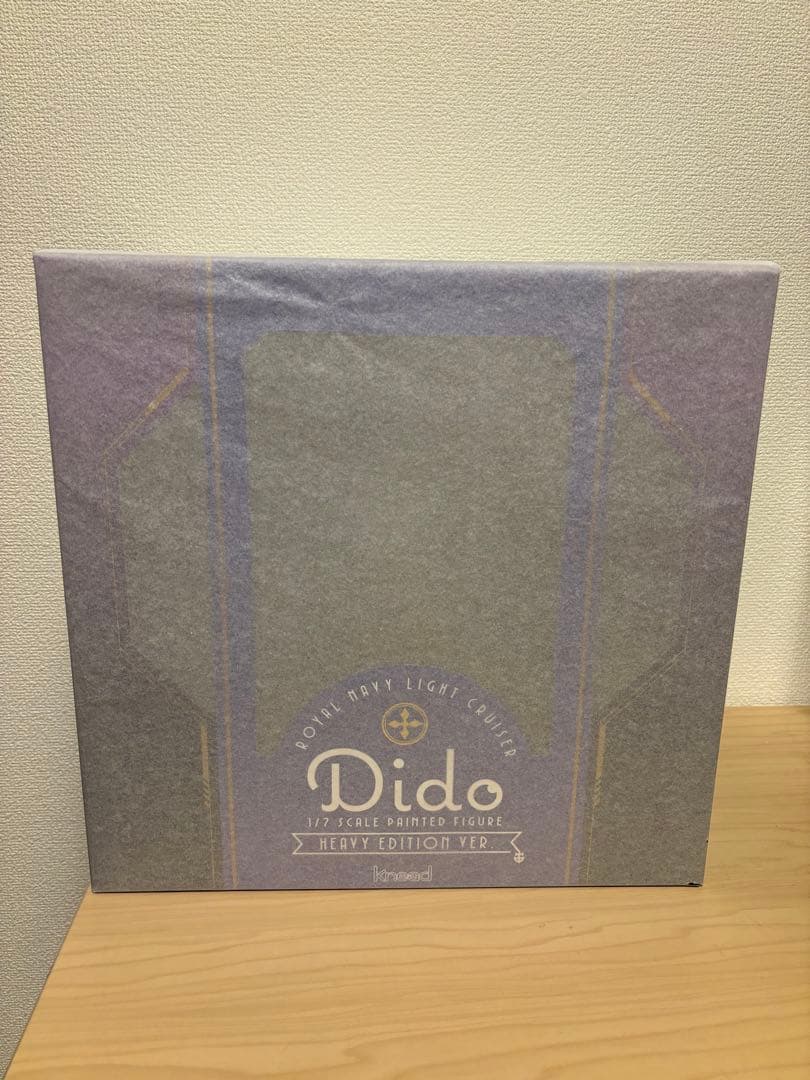 ROYAL NAVY LIGHT CRUISER
Dido
1/7 SCALE PAINTED FIGURE
HEAVY EDITION VER.
knead